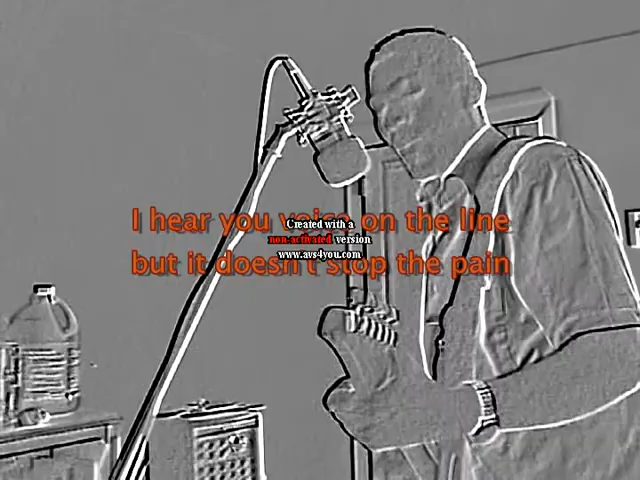 I hear you voice on the line
but it doesn't stop the pain
Created with a
non-activated version
www.avs4you.com